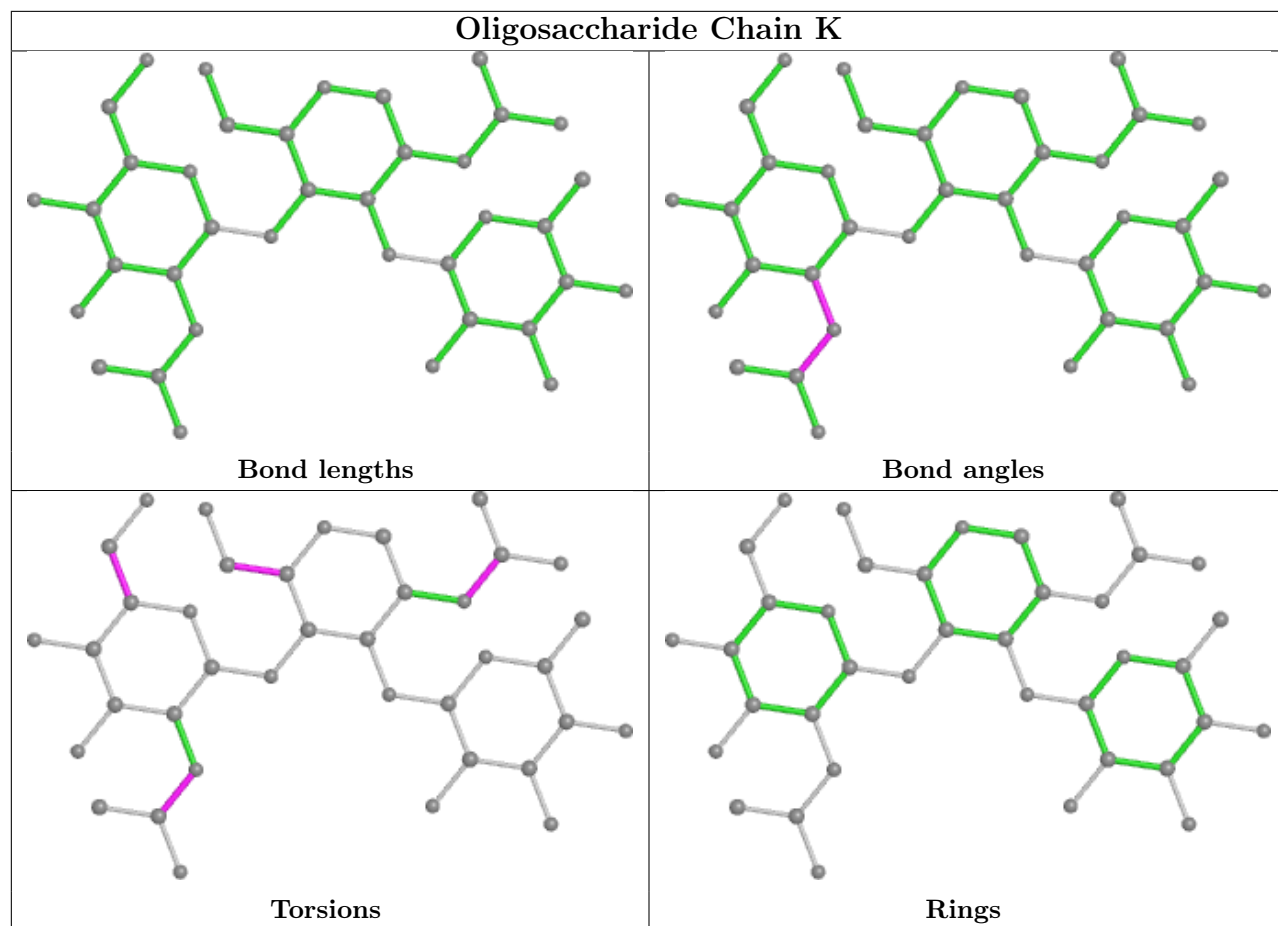 Oligosaccharide Chain K
Bond lengths
Bond angles
Torsions
Rings